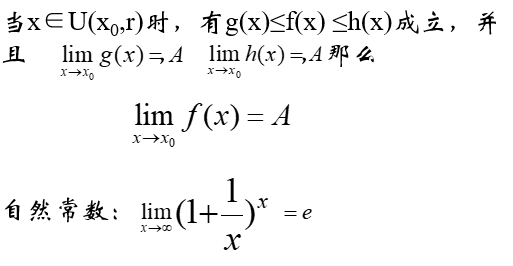 当x∈U(x₀,r)时，有g(x)≤f(x) ≤h(x)成立，并
且 lim_{x→x₀} g(x)=,A lim_{x→x₀} h(x)=,A 那么
lim_{x→x₀} f(x) = A
自然常数： lim_{x→∞} (1+1/x)^x = e